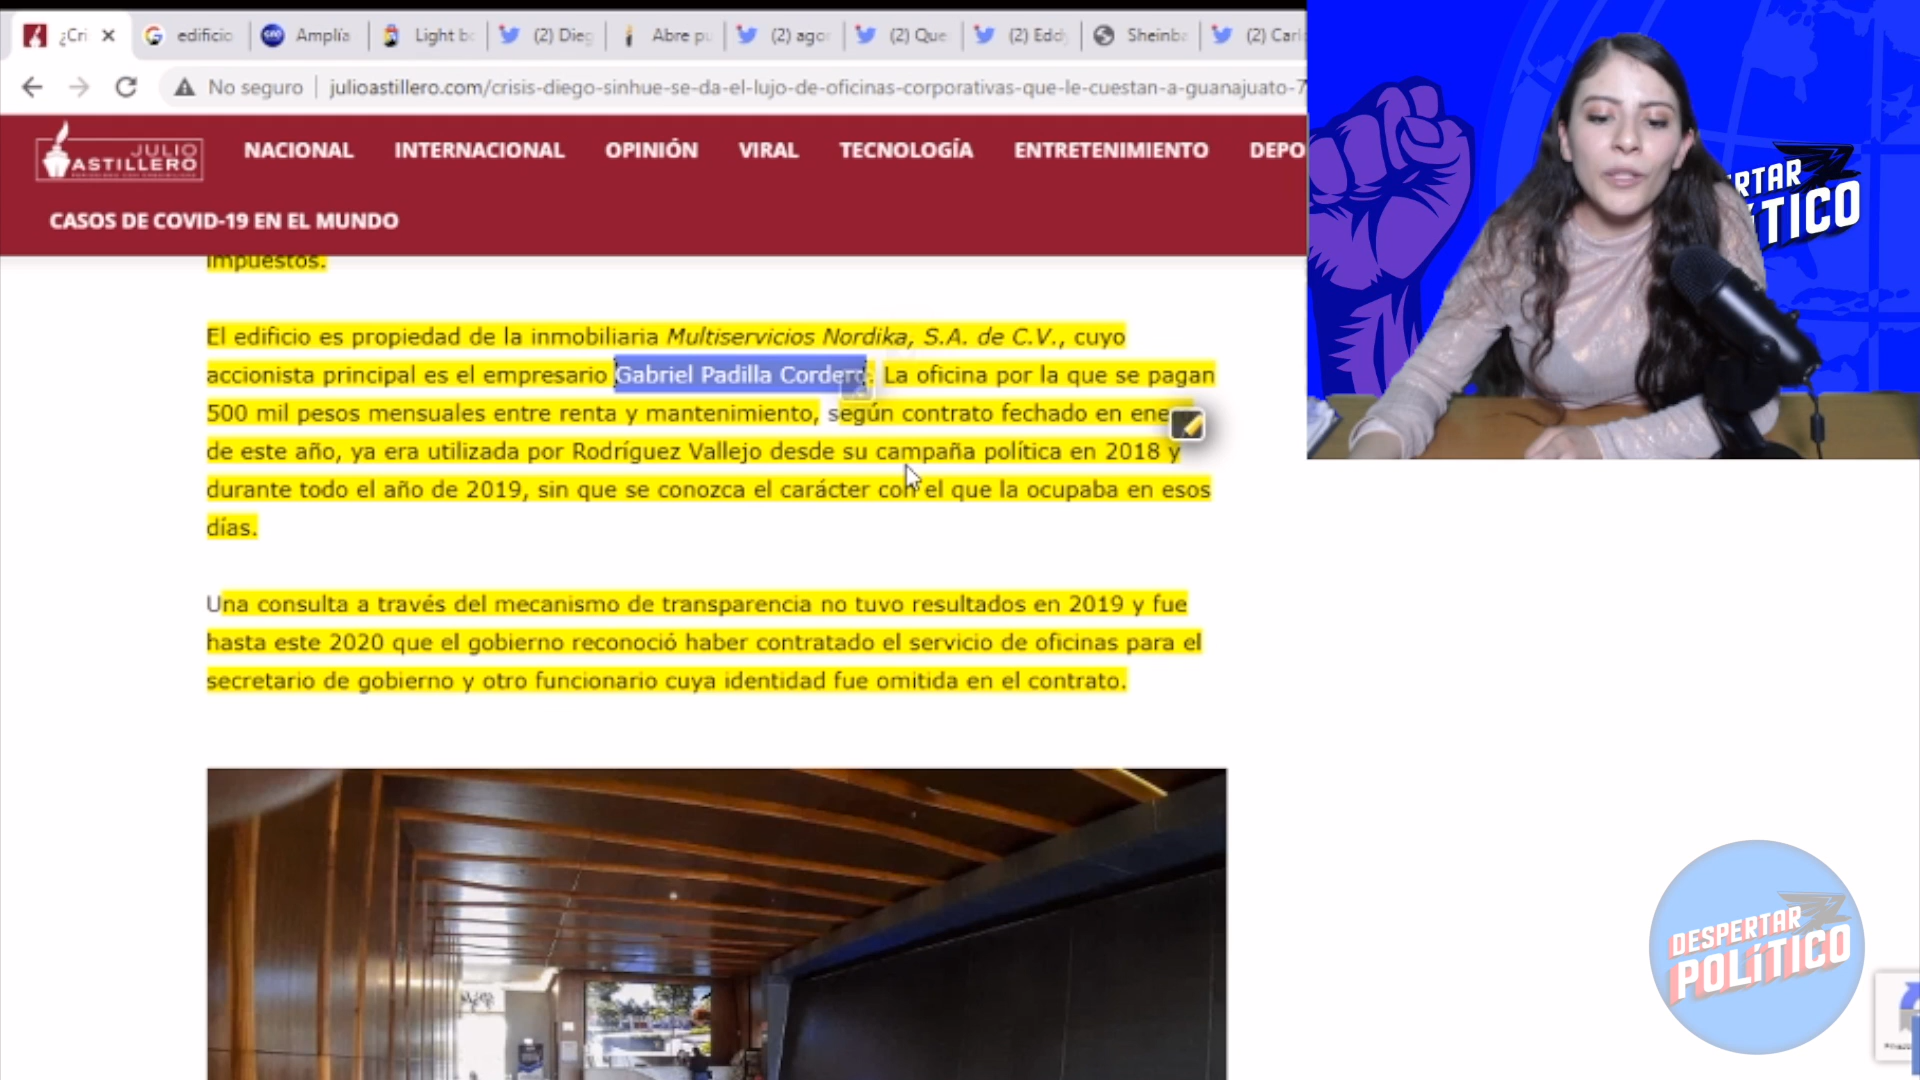 ¿Cri
edificio
Amplía
Light b
(2) Dieg
Abre pu
(2) ago
(2) Que
(2) Edd
Sheinba
(2) Carl
No seguro
julioastillero.com/crisis-diego-sinhue-se-da-el-lujo-de-oficinas-corporativas-que-le-cuestan-a-guanajuato-7
JULIO
ASTILLERO
NACIONAL INTERNACIONAL OPINIÓN VIRAL TECNOLOGÍA ENTRETENIMIENTO DEPO
CASOS DE COVID-19 EN EL MUNDO
impuestos.
El edificio es propiedad de la inmobiliaria Multiservicios Nordika, S.A. de C.V., cuyo
accionista principal es el empresario Gabriel Padilla Cordero. La oficina por la que se pagan
500 mil pesos mensuales entre renta y mantenimiento, según contrato fechado en ene
de este año, ya era utilizada por Rodríguez Vallejo desde su campaña política en 2018 y
durante todo el año de 2019, sin que se conozca el carácter con el que la ocupaba en esos
días.
Una consulta a través del mecanismo de transparencia no tuvo resultados en 2019 y fue
hasta este 2020 que el gobierno reconoció haber contratado el servicio de oficinas para el
secretario de gobierno y otro funcionario cuya identidad fue omitida en el contrato.
RTAR
ÍTICO
DESPERTAR
POLÍTICO